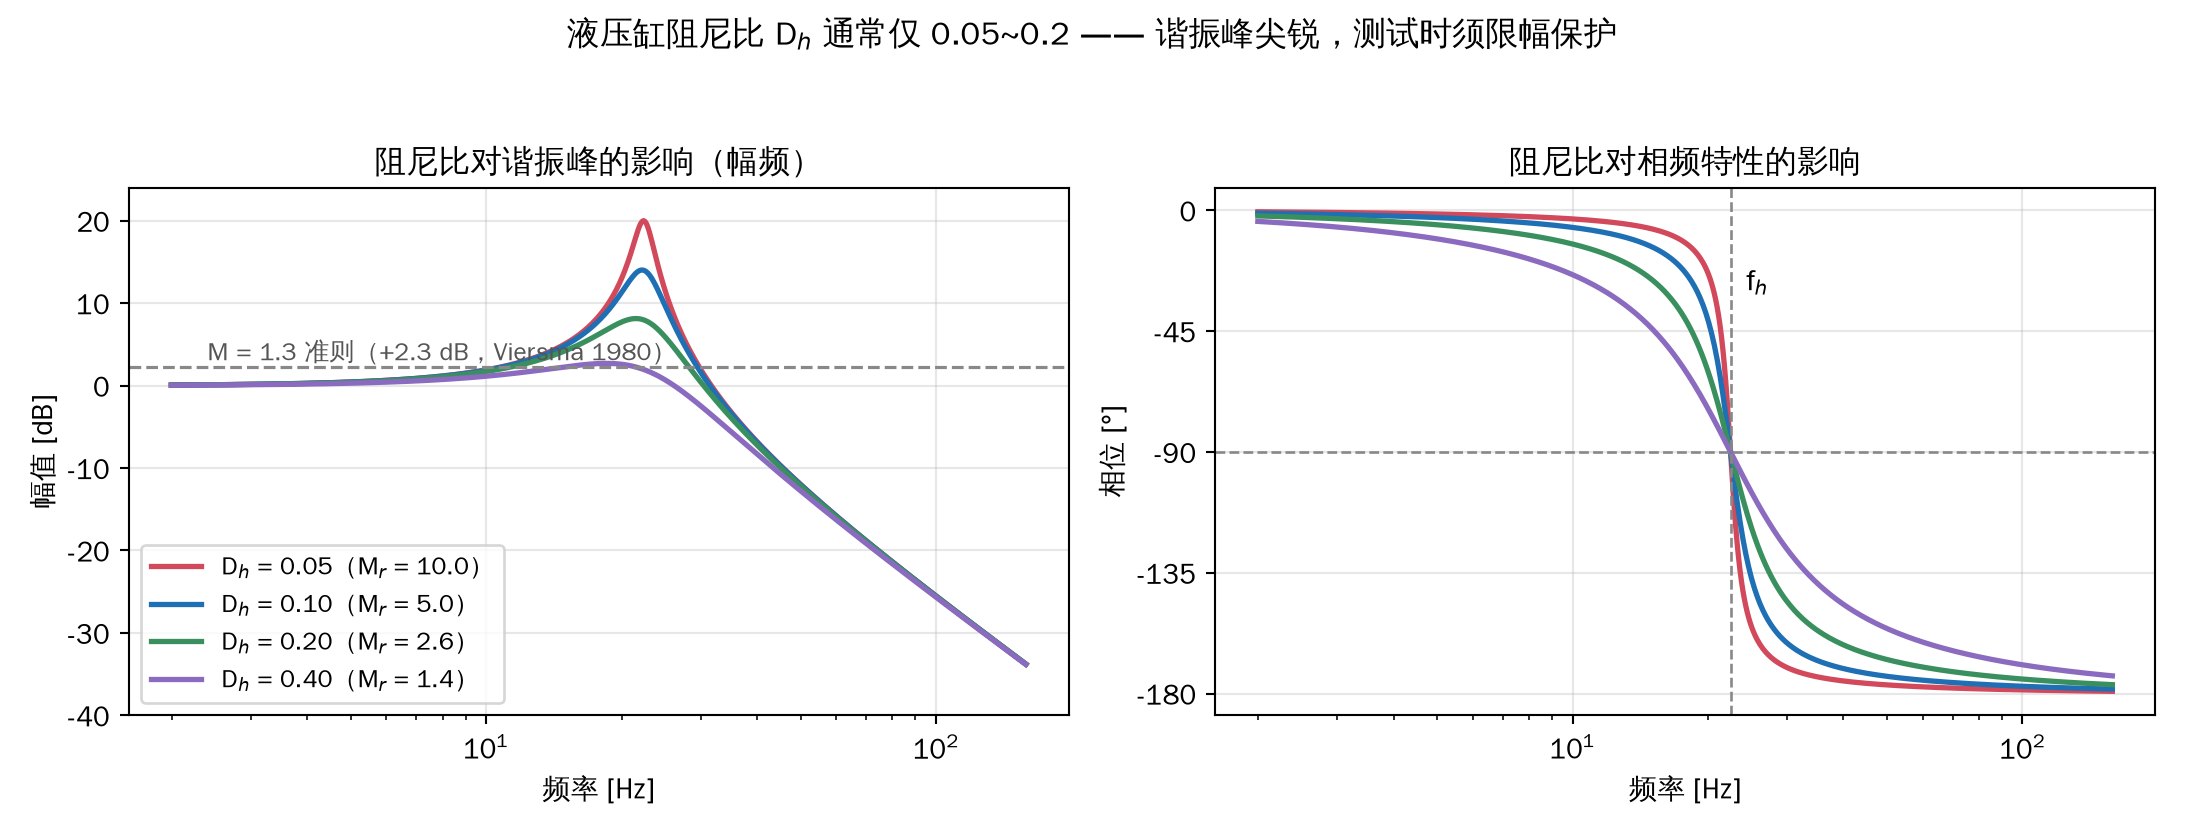 液压缸阻尼比 Dₕ 通常仅 0.05~0.2 —— 谐振峰尖锐，测试时须限幅保护
阻尼比对谐振峰的影响（幅频）
幅值 [dB]
20
10
0
-10
-20
-30
-40
M = 1.3 准则（+2.3 dB，Viersma 1980）
Dₕ = 0.05（Mᵣ = 10.0）
Dₕ = 0.10（Mᵣ = 5.0）
Dₕ = 0.20（Mᵣ = 2.6）
Dₕ = 0.40（Mᵣ = 1.4）
10¹ 10²
频率 [Hz]
阻尼比对相频特性的影响
相位 [°]
0
-45
-90
-135
-180
fₕ
10¹ 10²
频率 [Hz]